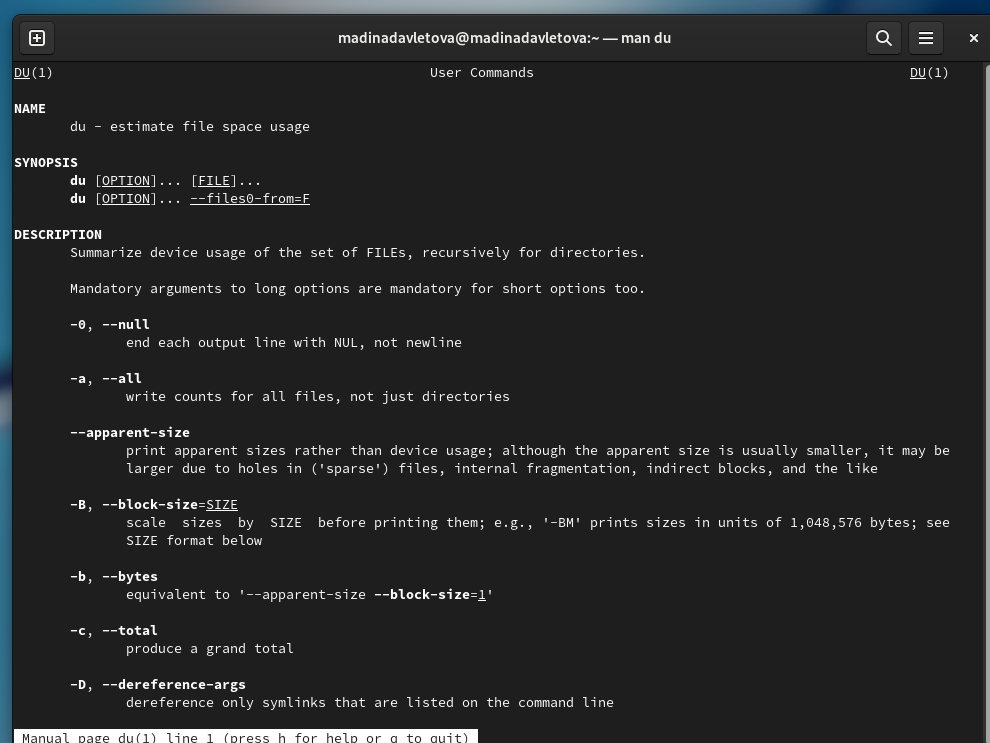 madinadavletova@madinadavletova:~ — man du
DU(1) User Commands DU(1)
NAME
du - estimate file space usage
SYNOPSIS
du [OPTION]... [FILE]...
du [OPTION]... --files0-from=F
DESCRIPTION
Summarize device usage of the set of FILEs, recursively for directories.
Mandatory arguments to long options are mandatory for short options too.
-0, --null
end each output line with NUL, not newline
-a, --all
write counts for all files, not just directories
--apparent-size
print apparent sizes rather than device usage; although the apparent size is usually smaller, it may be
larger due to holes in ('sparse') files, internal fragmentation, indirect blocks, and the like
-B, --block-size=SIZE
scale sizes by SIZE before printing them; e.g., '-BM' prints sizes in units of 1,048,576 bytes; see
SIZE format below
-b, --bytes
equivalent to '--apparent-size --block-size=1'
-c, --total
produce a grand total
-D, --dereference-args
dereference only symlinks that are listed on the command line
Manual page du(1) line 1 (press h for help or q to quit)